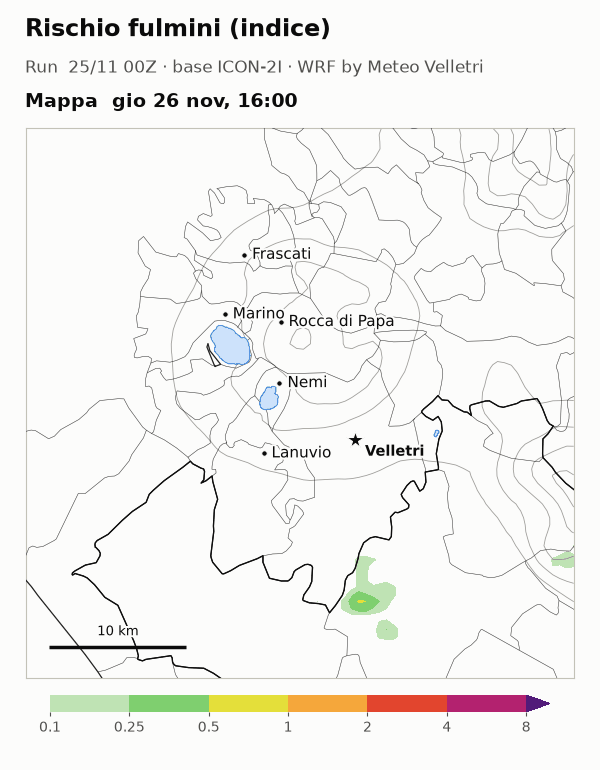 Rischio fulmini (indice)
Run  25/11 00Z · base ICON-2I · WRF by Meteo Velletri
Mappa  gio 26 nov, 16:00
Frascati
Marino
Rocca di Papa
Nemi
Velletri
Lanuvio
10 km
0.1 0.25 0.5 1 2 4 8